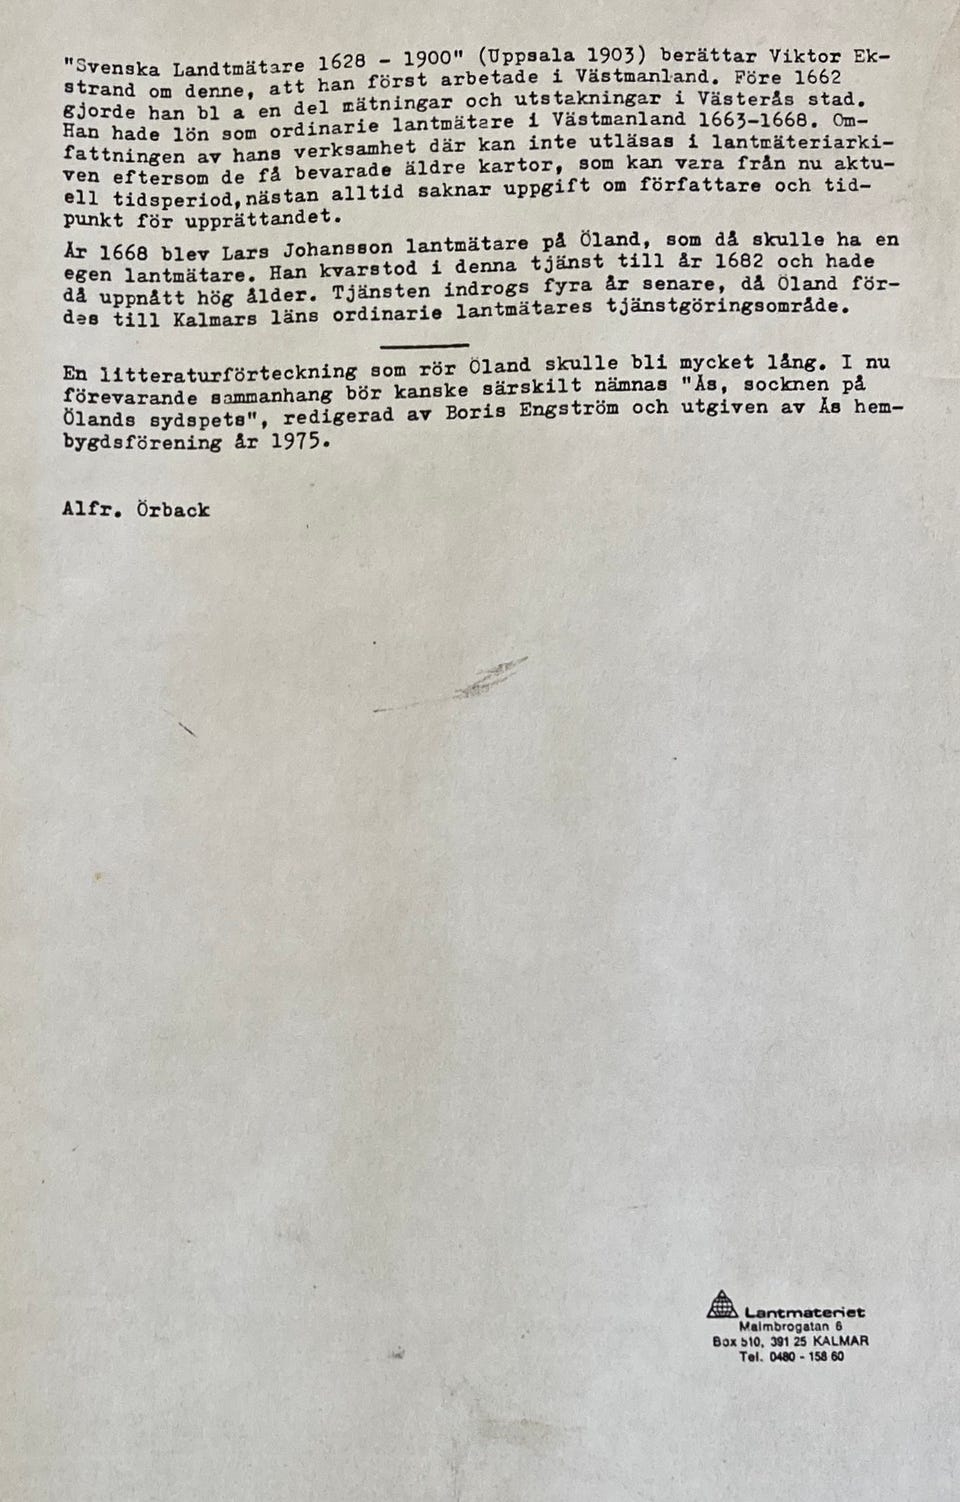 "Svenska Landtmätare 1628 - 1900" (Uppsala 1903) berättar Viktor Ek-
strand om denne, att han först arbetade i Västmanland. Före 1662
gjorde han bl a en del mätningar och utstakningar i Västerås stad.
Han hade lön som ordinarie lantmätare i Västmanland 1663-1668. Om-
fattningen av hans verksamhet där kan inte utläsas i lantmäteriarki-
ven eftersom de få bevarade äldre kartor, som kan vara från nu aktu-
ell tidsperiod,nästan alltid saknar uppgift om författare och tid-
punkt för upprättandet.
År 1668 blev Lars Johansson lantmätare på Öland, som då skulle ha en
egen lantmätare. Han kvarstod i denna tjänst till år 1682 och hade
då uppnått hög ålder. Tjänsten indrogs fyra år senare, då Öland för-
des till Kalmars läns ordinarie lantmätares tjänstgöringsområde.
En litteraturförteckning som rör Öland skulle bli mycket lång. I nu
förevarande sammanhang bör kanske särskilt nämnas "Ås, socknen på
Ölands sydspets", redigerad av Boris Engström och utgiven av Ås hem-
bygdsförening år 1975.
Alfr. Örback
Lantmateriet
Malmbrogatan 6
Box 510, 391 25 KALMAR
Tel. 0480 - 158 60